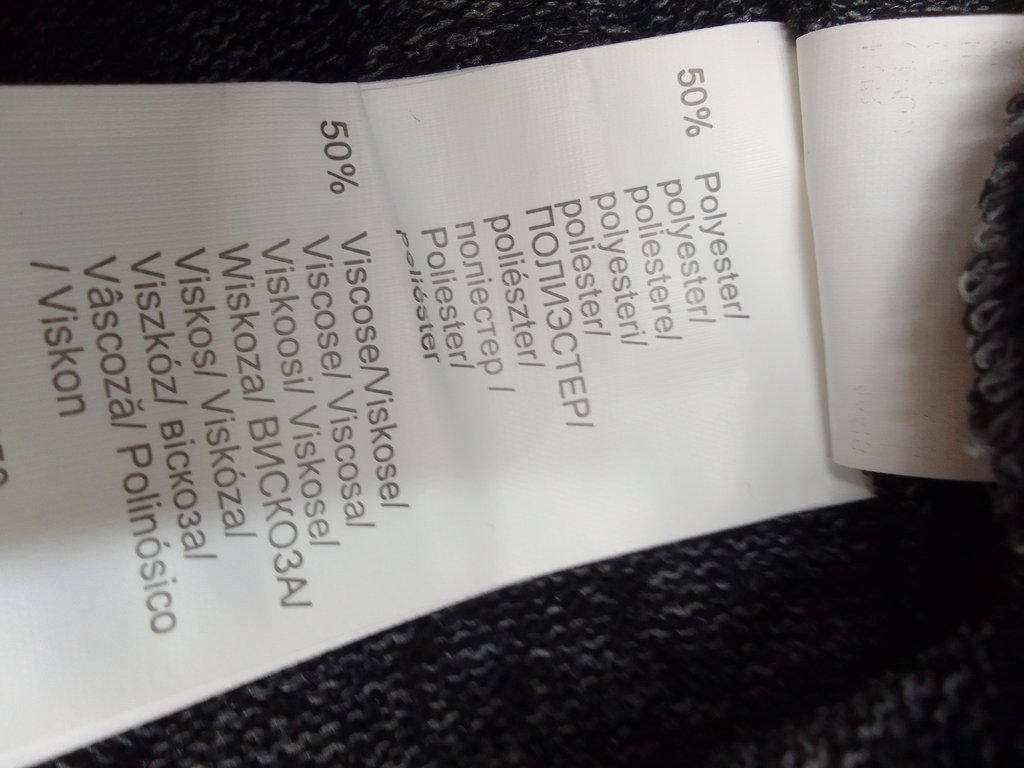 50% Polyester/
polyester/
poliestere/
polyesteri/
poliester/
ПОЛИЭСТЕР/
poliészter/
поліестер /
Poliester/
poliéster
50% Viscose/Viskose/
Viscose/ Viscosa/
Viskoosi/ Viskose/
Wiskoza/ ВИСКОЗА/
Viskos/ Viskóza/
Viszkóz/ віскоза/
Vâscoză/ Polinósico
/ Viskon